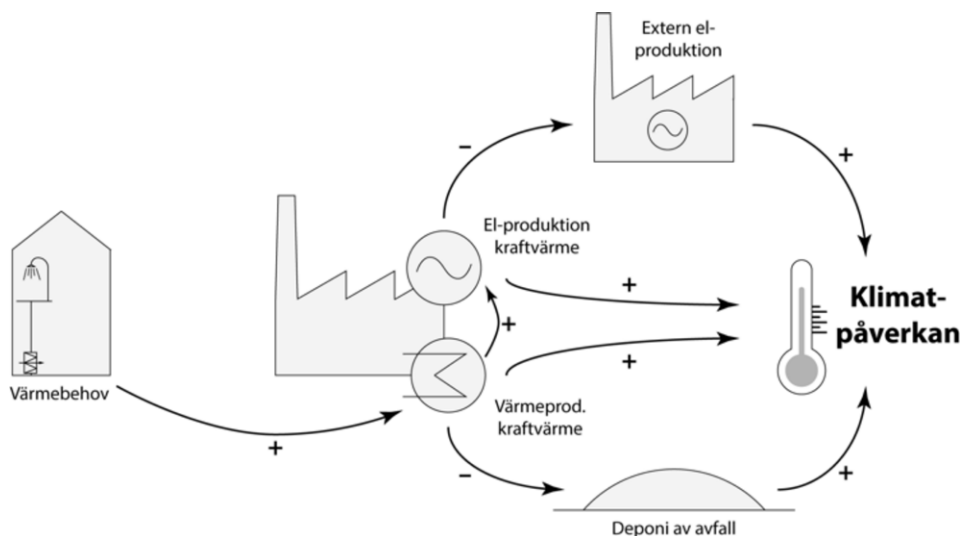 Extern el-
produktion
–
+
El-produktion
kraftvärme
+
Klimat-
påverkan
+
+
Värmebehov
Värmeprod.
kraftvärme
+
–
+
Deponi av avfall